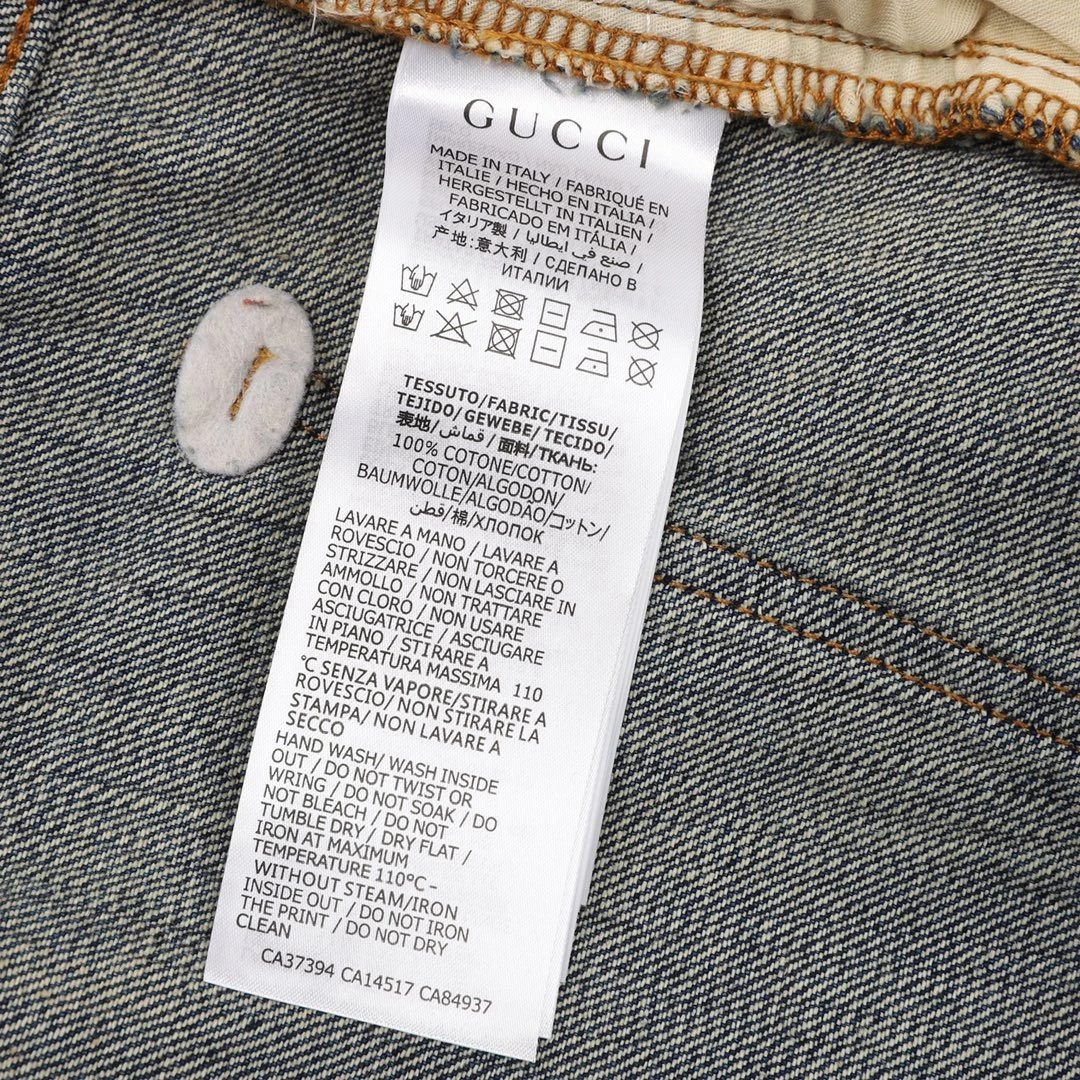 GUCCI
MADE IN ITALY / FABRIQUÉ EN
ITALIE / HECHO EN ITALIA /
HERGESTELLT IN ITALIEN /
FABRICADO EM ITÁLIA /
イタリア製 / صنع في ايطاليا /
产地:意大利 / СДЕЛАНО В
ИТАЛИИ
TESSUTO/FABRIC/TISSU/
TEJIDO/GEWEBE/TECIDO/
表地/قماش/面料/ТКАНЬ:
100% COTONE/COTTON/
COTON/ALGODON/
BAUMWOLLE/ALGODÃO/コットン/
قطن/棉/ХЛОПОК
LAVARE A MANO / LAVARE A
ROVESCIO / NON TORCERE O
STRIZZARE / NON LASCIARE IN
AMMOLLO / NON TRATTARE
CON CLORO / NON USARE
ASCIUGATRICE / ASCIUGARE
IN PIANO / STIRARE A
TEMPERATURA MASSIMA 110
°C SENZA VAPORE/STIRARE A
ROVESCIO/ NON STIRARE LA
STAMPA/ NON LAVARE A
SECCO
HAND WASH/ WASH INSIDE
OUT / DO NOT TWIST OR
WRING / DO NOT SOAK / DO
NOT BLEACH / DO NOT
TUMBLE DRY / DRY FLAT /
IRON AT MAXIMUM
TEMPERATURE 110°C -
WITHOUT STEAM/IRON
INSIDE OUT / DO NOT IRON
THE PRINT / DO NOT DRY
CLEAN
CA37394 CA14517 CA84937